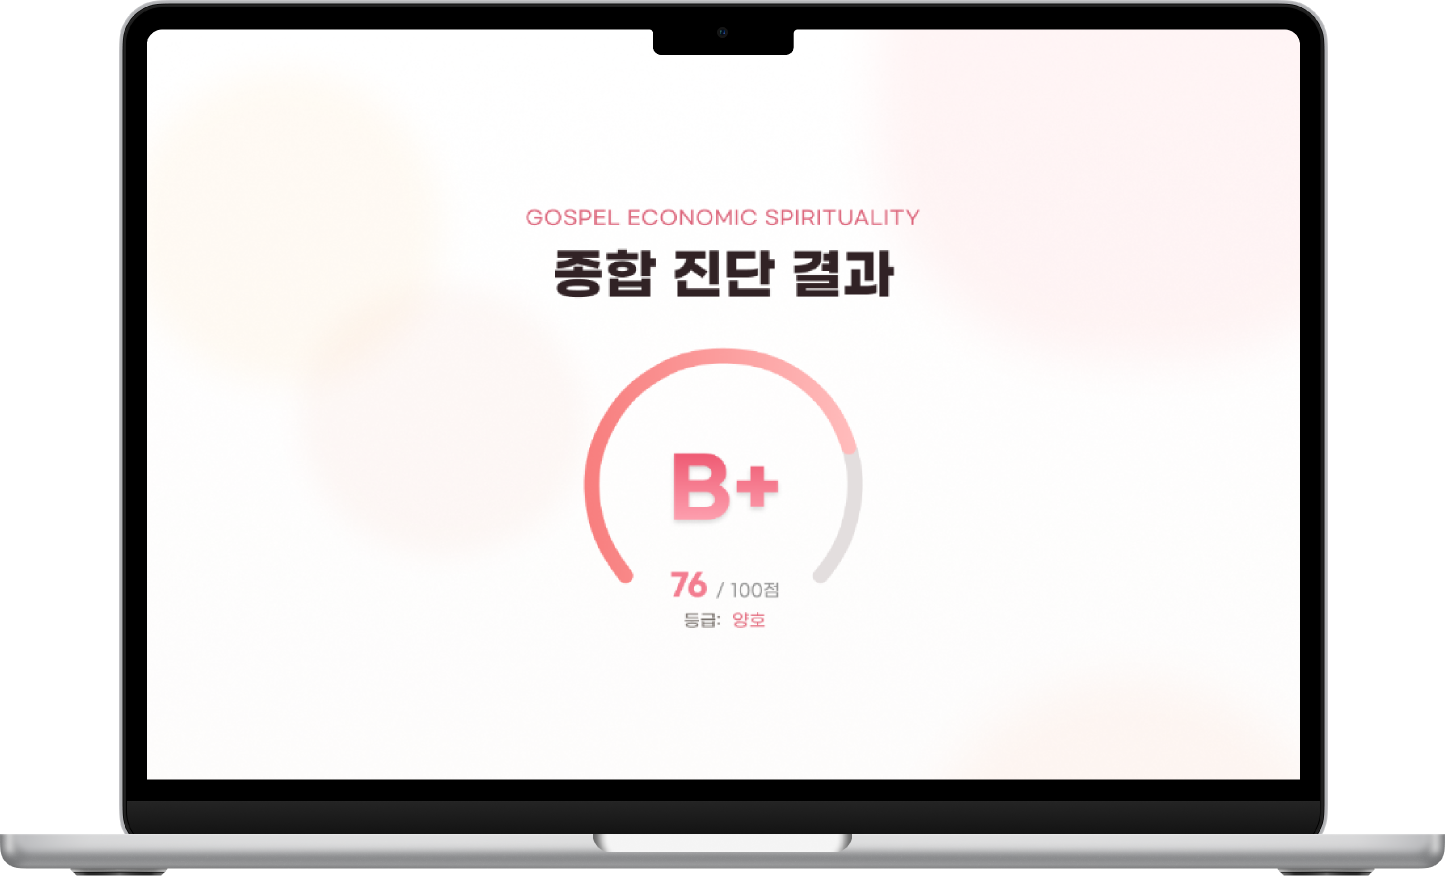 GOSPEL ECONOMIC SPIRITUALITY
종합 진단 결과
B+
76 / 100점
등급: 양호